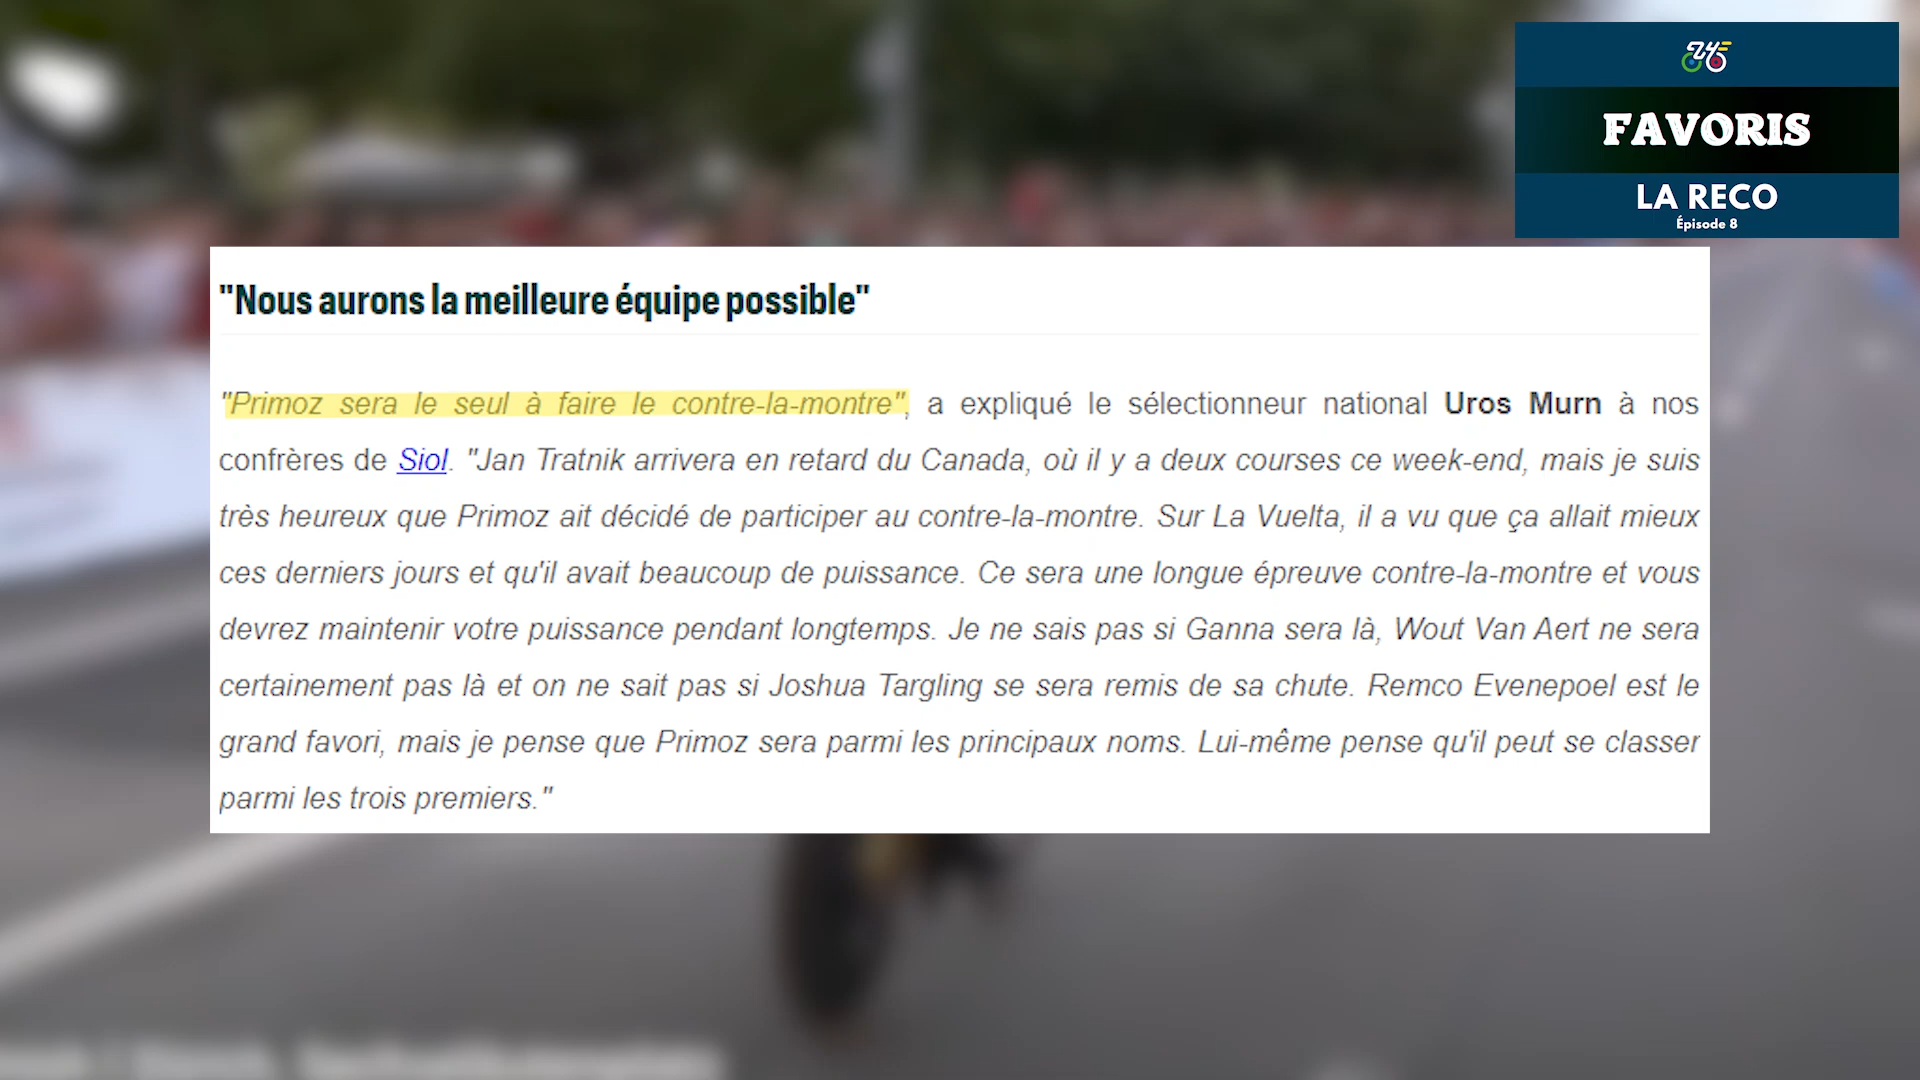 24
FAVORIS
LA RECO
Épisode 8
"Nous aurons la meilleure équipe possible"
"Primoz sera le seul à faire le contre-la-montre", a expliqué le sélectionneur national Uros Murn à nos
confrères de Siol. "Jan Tratnik arrivera en retard du Canada, où il y a deux courses ce week-end, mais je suis
très heureux que Primoz ait décidé de participer au contre-la-montre. Sur La Vuelta, il a vu que ça allait mieux
ces derniers jours et qu'il avait beaucoup de puissance. Ce sera une longue épreuve contre-la-montre et vous
devrez maintenir votre puissance pendant longtemps. Je ne sais pas si Ganna sera là, Wout Van Aert ne sera
certainement pas là et on ne sait pas si Joshua Targling se sera remis de sa chute. Remco Evenepoel est le
grand favori, mais je pense que Primoz sera parmi les principaux noms. Lui-même pense qu'il peut se classer
parmi les trois premiers."